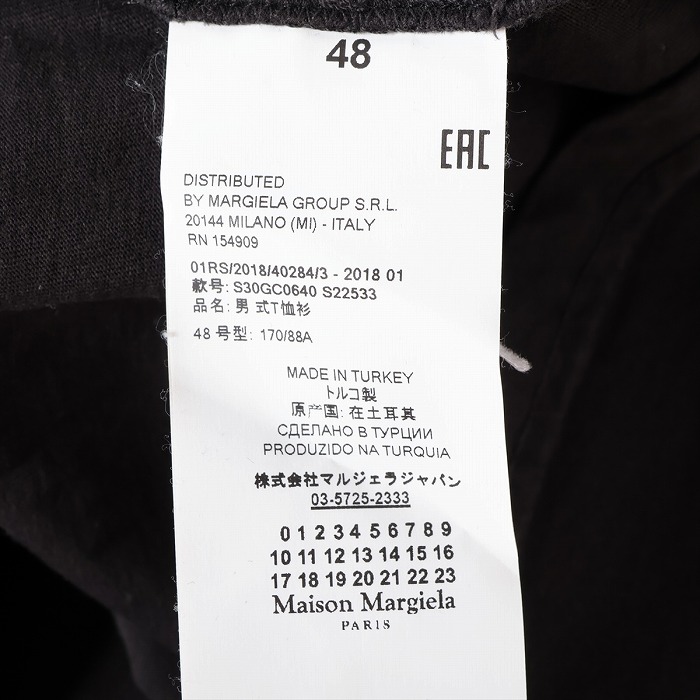 48
EAC
DISTRIBUTED
BY MARGIELA GROUP S.R.L.
20144 MILANO (MI) - ITALY
RN 154909
01RS/2018/40284/3 - 2018 01
款号: S30GC0640 S22533
品名: 男 式T恤衫
48 号型: 170/88A
MADE IN TURKEY
トルコ製
原产国: 在土耳其
СДЕЛАНО В ТУРЦИИ
PRODUZIDO NA TURQUIA
株式会社マルジェラジャパン
03-5725-2333
0 1 2 3 4 5 6 7 8 9
10 11 12 13 14 15 16
17 18 19 20 21 22 23
Maison Margiela
PARIS